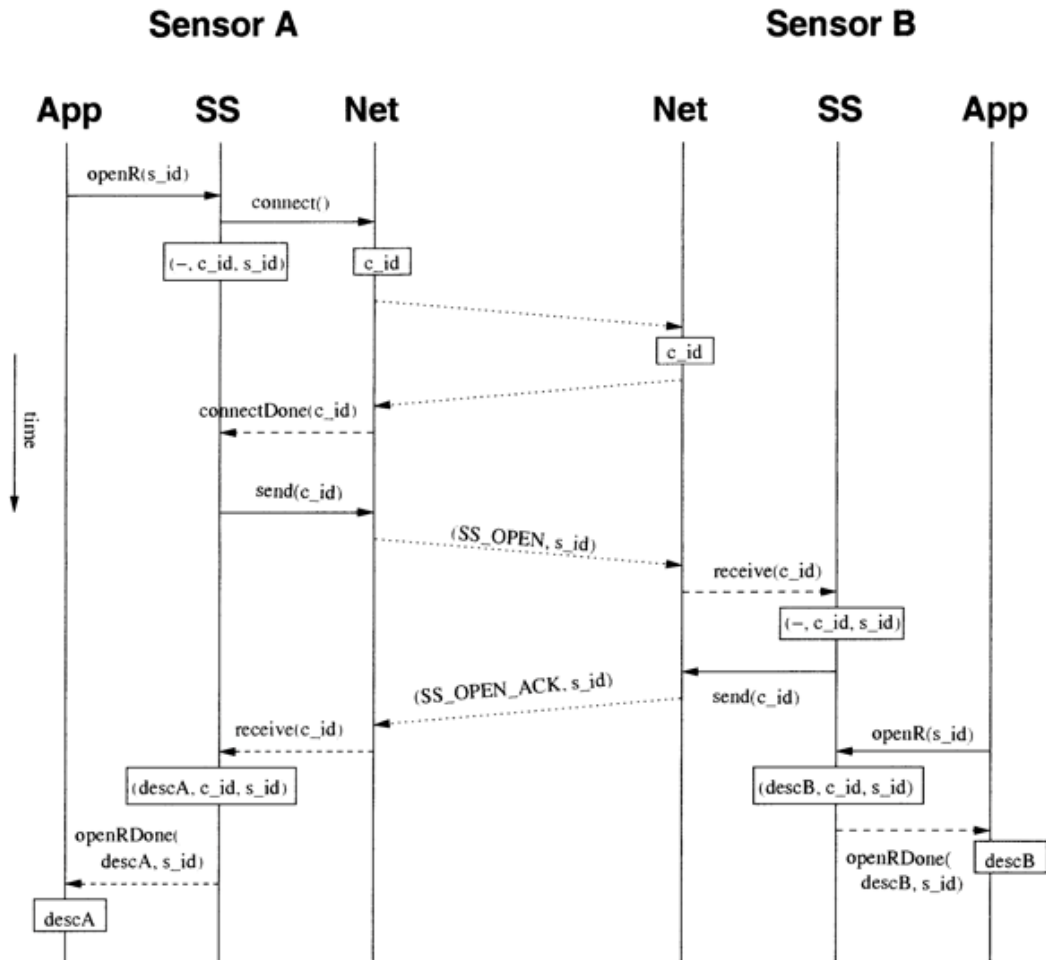 Sensor A
Sensor B
App
SS
Net
Net
SS
App
openR(s_id)
connect()
(−, c_id, s_id)
c_id
c_id
connectDone(c_id)
time
send(c_id)
(SS_OPEN, s_id)
receive(c_id)
(−, c_id, s_id)
(SS_OPEN_ACK, s_id)
send(c_id)
receive(c_id)
openR(s_id)
(descA, c_id, s_id)
(descB, c_id, s_id)
openRDone(
descA, s_id)
openRDone(
descB, s_id)
descB
descA